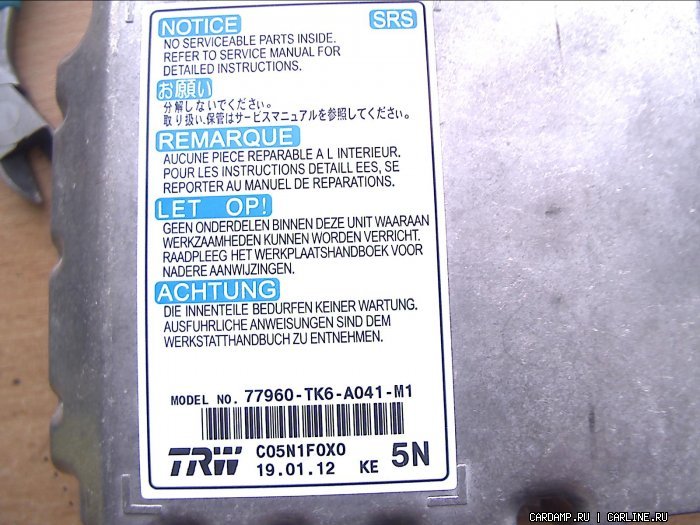 NOTICE SRS
NO SERVICEABLE PARTS INSIDE.
REFER TO SERVICE MANUAL FOR
DETAILED INSTRUCTIONS.
お願い
分解しないでください。
取り扱い、保管はサービスマニュアルを参照してください。
REMARQUE
AUCUNE PIECE REPARABLE A L INTERIEUR.
POUR LES INSTRUCTIONS DETAILL EES, SE
REPORTER AU MANUEL DE REPARATIONS.
LET OP!
GEEN ONDERDELEN BINNEN DEZE UNIT WAARAAN
WERKZAAMHEDEN KUNNEN WORDEN VERRICHT.
RAADPLEEG HET WERKPLAATSHANDBOEK VOOR
NADERE AANWIJZINGEN.
ACHTUNG
DIE INNENTEILE BEDURFEN KEINER WARTUNG.
AUSFUHRLICHE ANWEISUNGEN SIND DEM
WERKSTATTHANDBUCH ZU ENTNEHMEN.
MODEL NO. 77960-TK6-A041-M1
TRW C05N1F0X0 5N
19.01.12 KE
CARDAMP.RU | CARLINE.RU